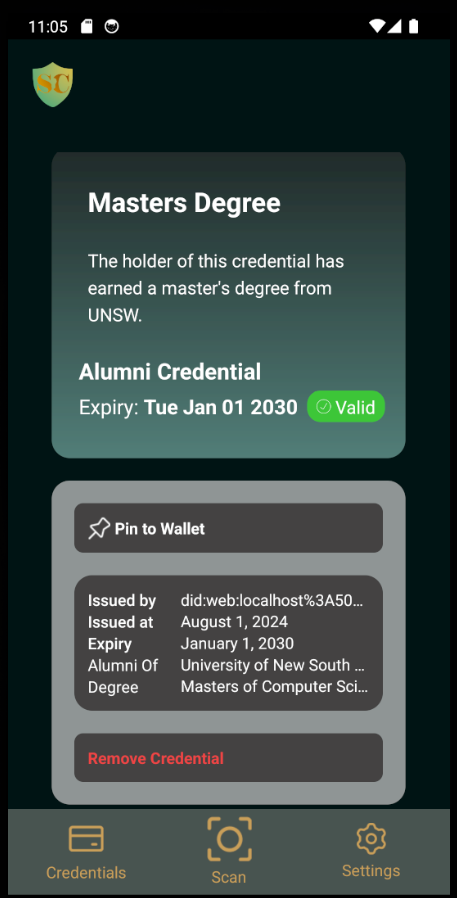 11:05
SC
Masters Degree
The holder of this credential has
earned a master's degree from
UNSW.
Alumni Credential
Expiry: Tue Jan 01 2030 Valid
Pin to Wallet
Issued by did:web:localhost%3A50...
Issued at August 1, 2024
Expiry January 1, 2030
Alumni Of University of New South ...
Degree Masters of Computer Sci...
Remove Credential
Credentials Scan Settings